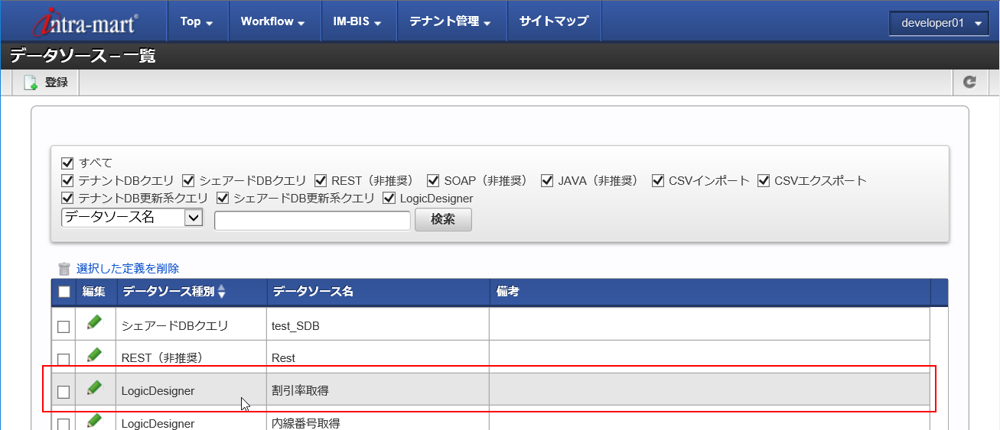 intra-mart Top Workflow IM-BIS テナント管理 サイトマップ developer01
データソース – 一覧
登録
すべて
テナントDBクエリ シェアードDBクエリ REST（非推奨） SOAP（非推奨） JAVA（非推奨） CSVインポート CSVエクスポート
テナントDB更新系クエリ シェアードDB更新系クエリ LogicDesigner
データソース名 検索
選択した定義を削除
編集 データソース種別 データソース名 備考
シェアードDBクエリ test_SDB
REST（非推奨） Rest
LogicDesigner 割引率取得
LogicDesigner 内線番号取得